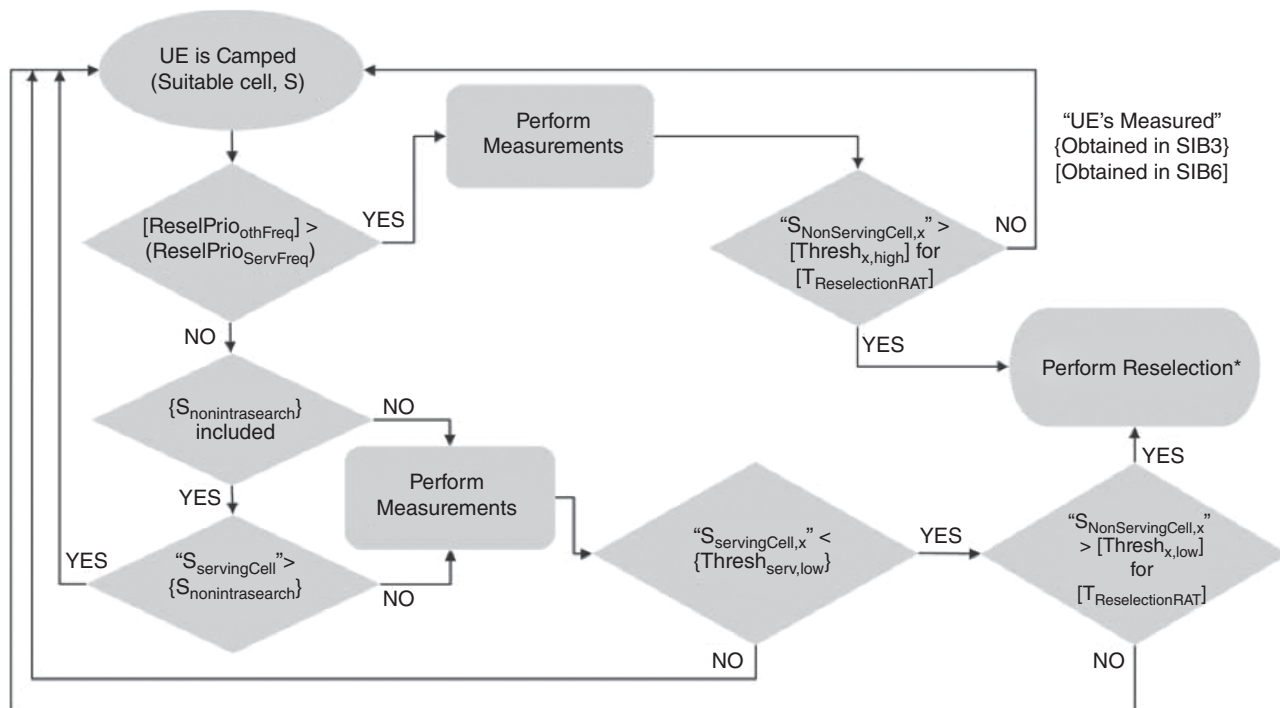 UE is Camped
(Suitable cell, S)
Perform
Measurements
“UE’s Measured”
{Obtained in SIB3}
[Obtained in SIB6]
[ReselPrio_othFreq] >
(ReselPrio_ServFreq)
YES
“S_NonServingCell,x” >
[Thresh_x,high] for
[T_ReselectionRAT]
NO
YES
Perform Reselection*
NO
{S_nonintrasearch}
included
NO
YES
Perform
Measurements
“S_servingCell” >
{S_nonintrasearch}
YES
NO
“S_servingCell,x” <
{Thresh_serv,low}
YES
NO
“S_NonServingCell,x”
> [Thresh_x,low]
for
[T_ReselectionRAT]
YES
NO